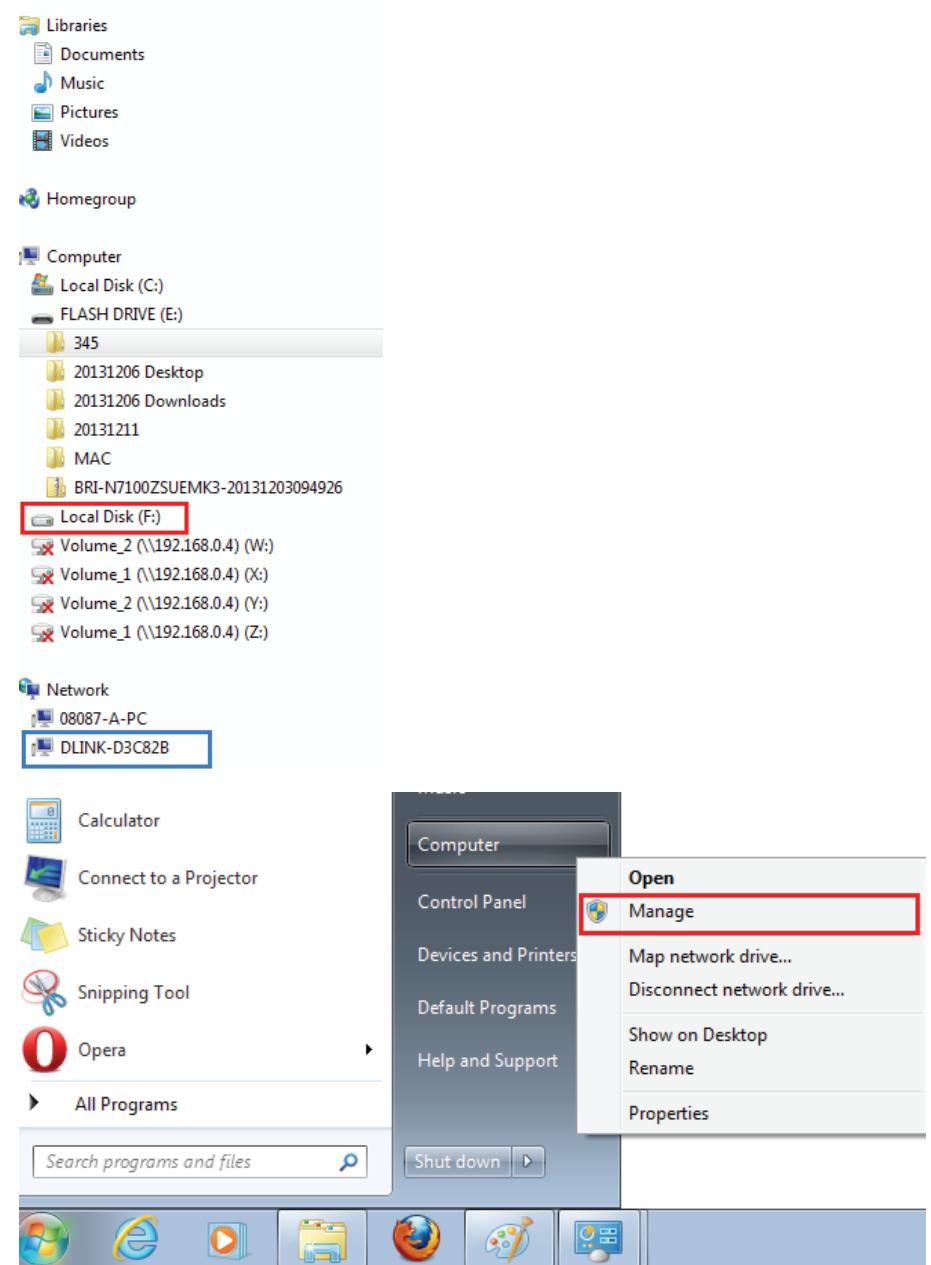 Libraries
Documents
Music
Pictures
Videos
Homegroup
Computer
Local Disk (C:)
FLASH DRIVE (E:)
345
20131206 Desktop
20131206 Downloads
20131211
MAC
BRI-N7100ZSUEMK3-20131203094926
Local Disk (F:)
Volume_2 (\\192.168.0.4) (W:)
Volume_1 (\\192.168.0.4) (X:)
Volume_2 (\\192.168.0.4) (Y:)
Volume_1 (\\192.168.0.4) (Z:)
Network
08087-A-PC
DLINK-D3C82B
Calculator
Connect to a Projector
Sticky Notes
Snipping Tool
Opera
All Programs
Search programs and files
Computer
Control Panel
Devices and Printers
Default Programs
Help and Support
Shut down
Open
Manage
Map network drive...
Disconnect network drive...
Show on Desktop
Rename
Properties